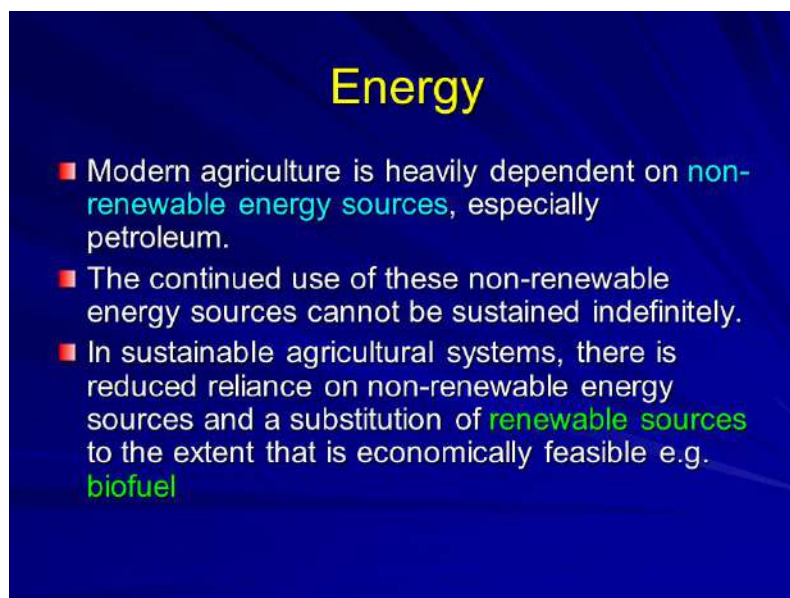 Energy
Modern agriculture is heavily dependent on non-
renewable energy sources, especially
petroleum.
The continued use of these non-renewable
energy sources cannot be sustained indefinitely.
In sustainable agricultural systems, there is
reduced reliance on non-renewable energy
sources and a substitution of renewable sources
to the extent that is economically feasible e.g.
biofuel